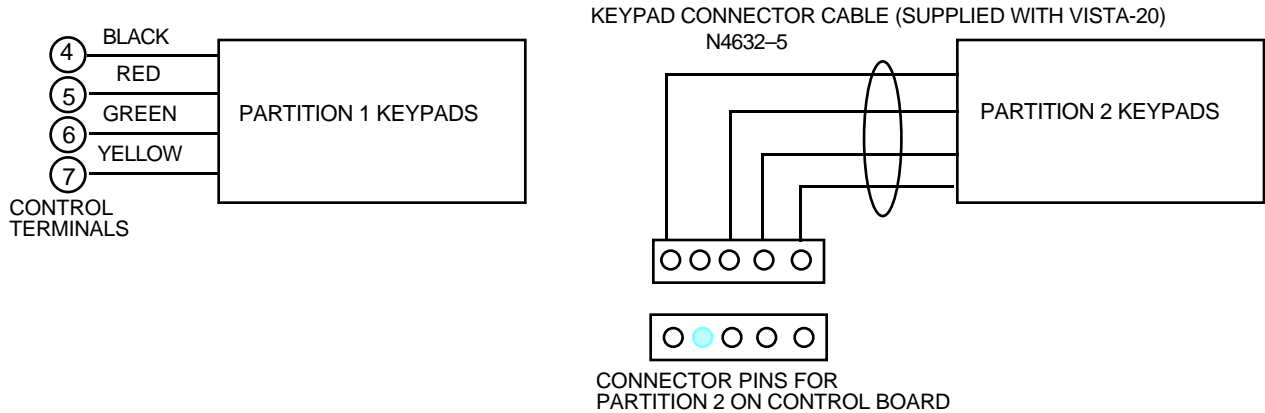 KEYPAD CONNECTOR CABLE (SUPPLIED WITH VISTA-20)
N4632–5
4
BLACK
5
RED
6
GREEN
7
YELLOW
PARTITION 1 KEYPADS
CONTROL
TERMINALS
PARTITION 2 KEYPADS
CONNECTOR PINS FOR
PARTITION 2 ON CONTROL BOARD